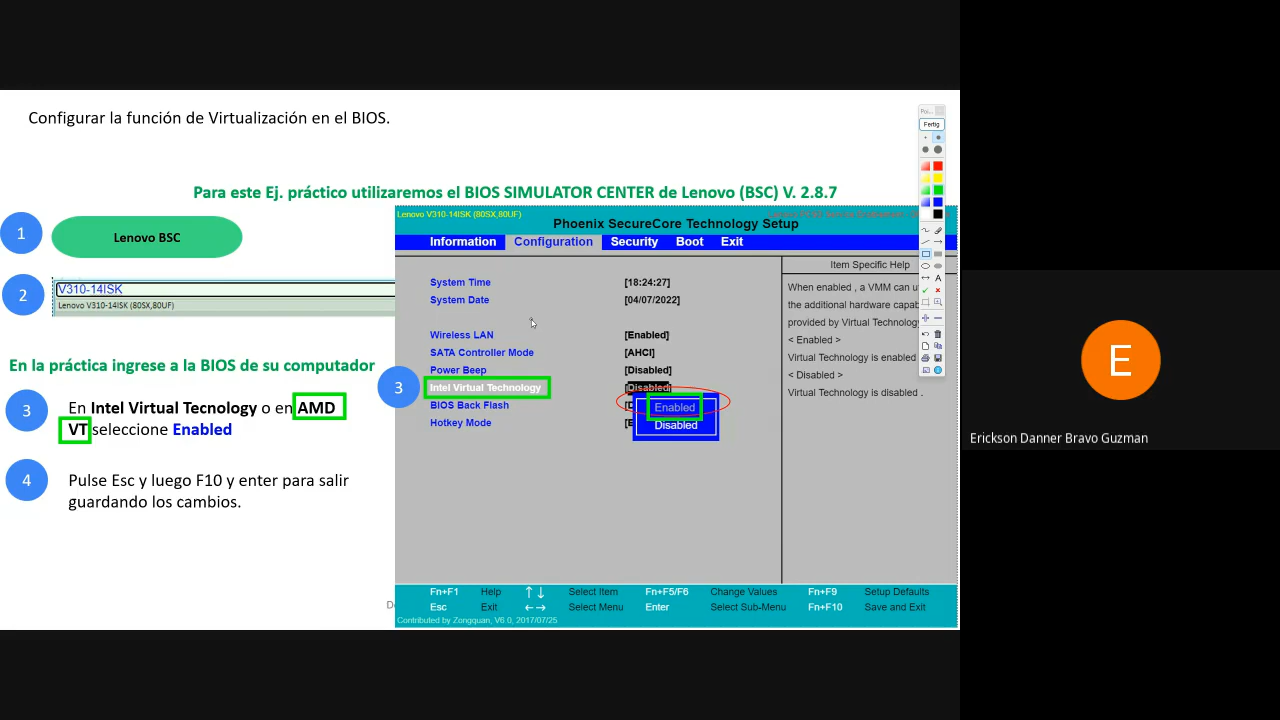 Configurar la función de Virtualización en el BIOS.
Para este Ej. práctico utilizaremos el BIOS SIMULATOR CENTER de Lenovo (BSC) V. 2.8.7
1
Lenovo BSC
2
V310-14ISK
Lenovo V310-14ISK (80SX,80UF)
En la práctica ingrese a la BIOS de su computador
3
En Intel Virtual Tecnology o en AMD
VT seleccione Enabled
4
Pulse Esc y luego F10 y enter para salir
guardando los cambios.
Lenovo V310-14ISK (80SX,80UF)
Phoenix SecureCore Technology Setup
Information Configuration Security Boot Exit
System Time [18:24:27]
System Date [04/07/2022]
Wireless LAN [Enabled]
SATA Controller Mode [AHCI]
Power Beep [Disabled]
3
Intel Virtual Technology [Disabled]
BIOS Back Flash
Hotkey Mode
Enabled
Disabled
Item Specific Help
When enabled , a VMM can
the additional hardware
provided by Virtual
< Enabled >
Virtual Technology is enabled
< Disabled >
Virtual Technology is disabled .
Fn+F1 Help ↑ ↓ Select Item Fn+F5/F6 Change Values Fn+F9 Setup Defaults
Esc Exit ← → Select Menu Enter Select Sub-Menu Fn+F10 Save and Exit
Contributed by Zongquan, V6.0, 2017/07/25
Fertig
A
E
Erickson Danner Bravo Guzman